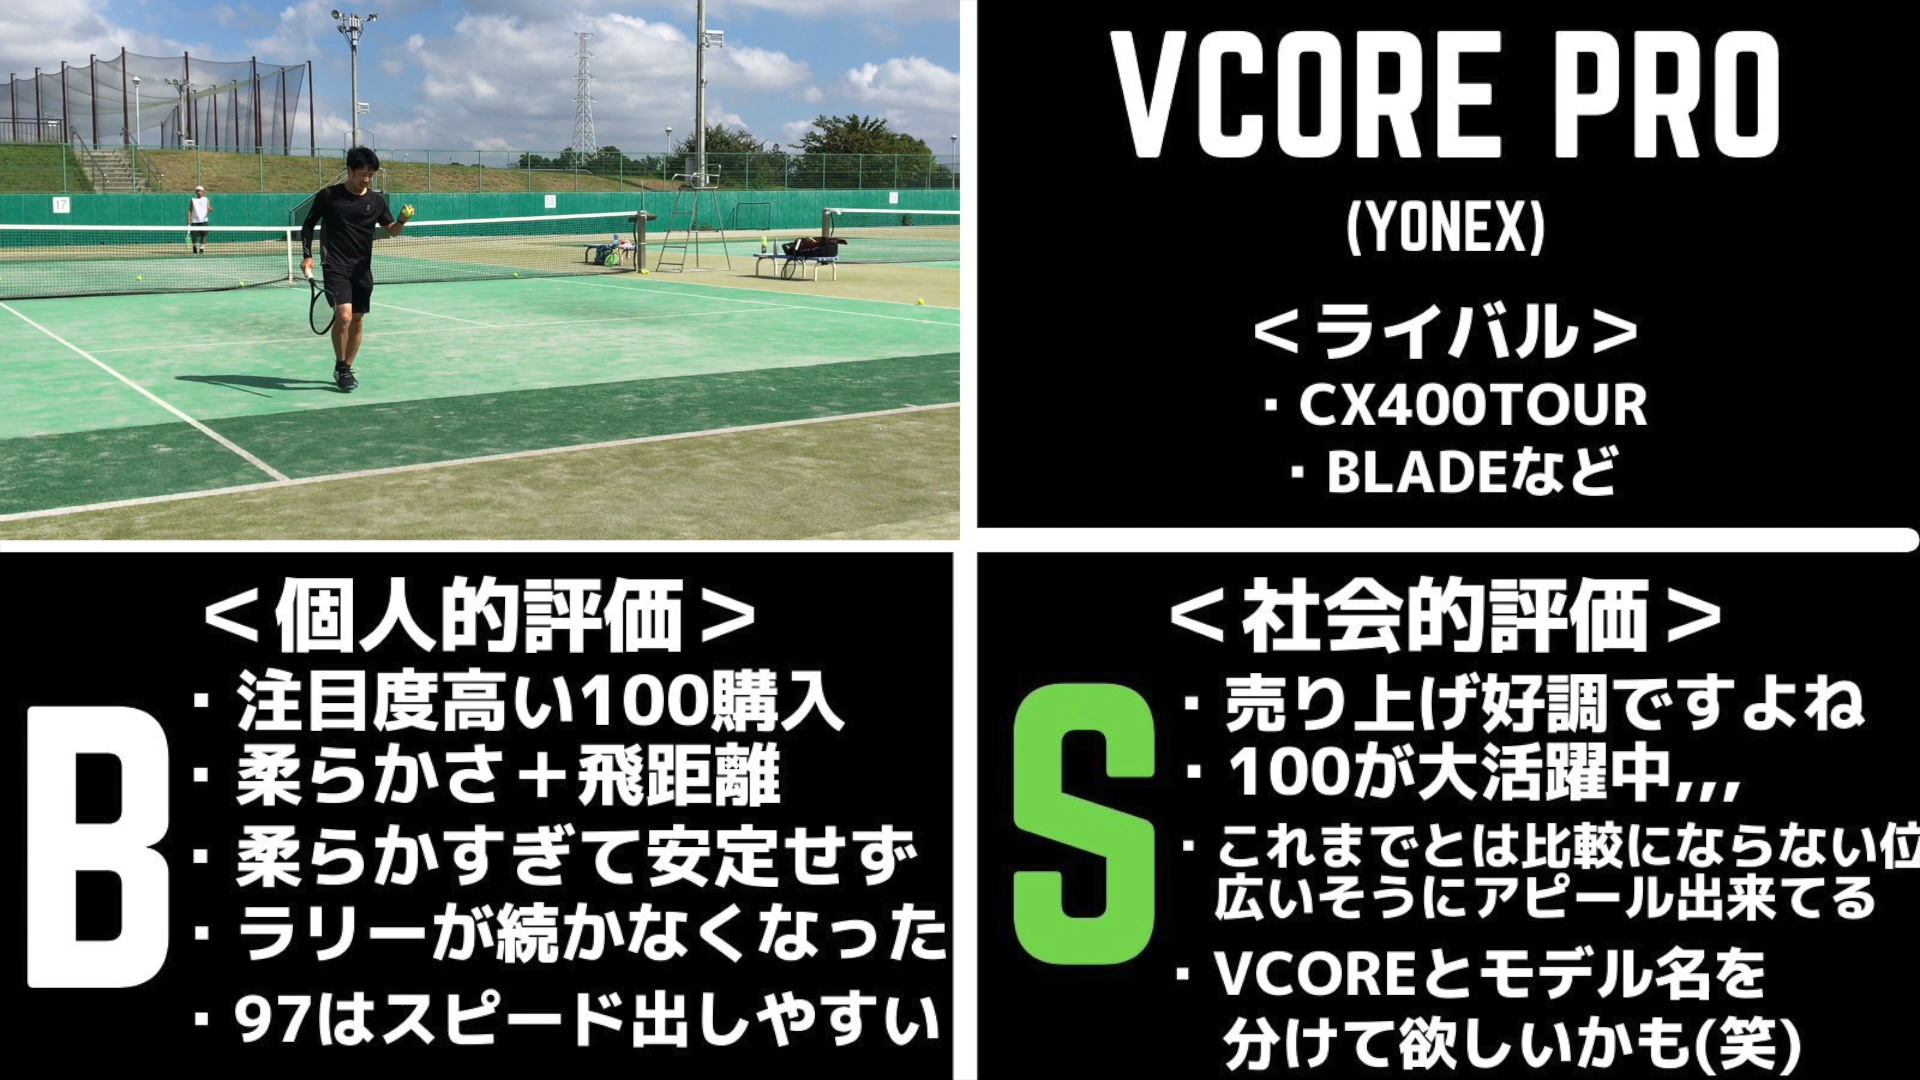 17
VCORE PRO
(YONEX)
＜ライバル＞
・CX400TOUR
・BLADEなど
＜個人的評価＞
B
・注目度高い100購入
・柔らかさ＋飛距離
・柔らかすぎて安定せず
・ラリーが続かなくなった
・97はスピード出しやすい
＜社会的評価＞
S
・売り上げ好調ですよね
・100が大活躍中,,,
・これまでとは比較にならない位
広いそうにアピール出来てる
・VCOREとモデル名を
分けて欲しいかも(笑)